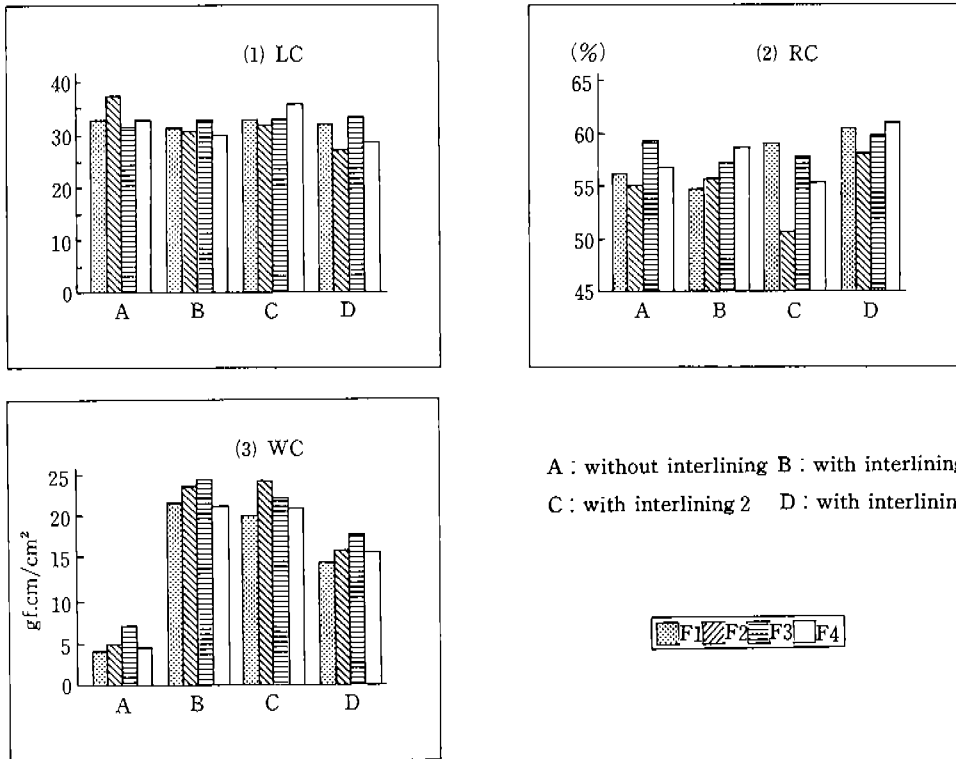 (1) LC
40
30
20
10
0
A B C D
(%)
(2) RC
65
60
55
50
45
A B C D
(3) WC
gf.cm/cm²
25
20
15
10
5
0
A B C D
A : without interlining B : with interlining
C : with interlining 2 D : with
F1 F2 F3 F4